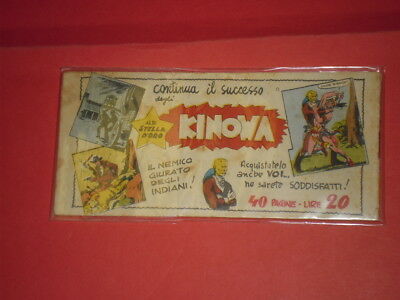 continua il successo
degli
ALBI
STELLA
D'ORO
KINOWA
IL NEMICO
GIURATO
DEGLI
INDIANI!
Acquistatelo
anche VOI...
ne sarete SODDISFATTI!
40 PAGINE - LIRE 20